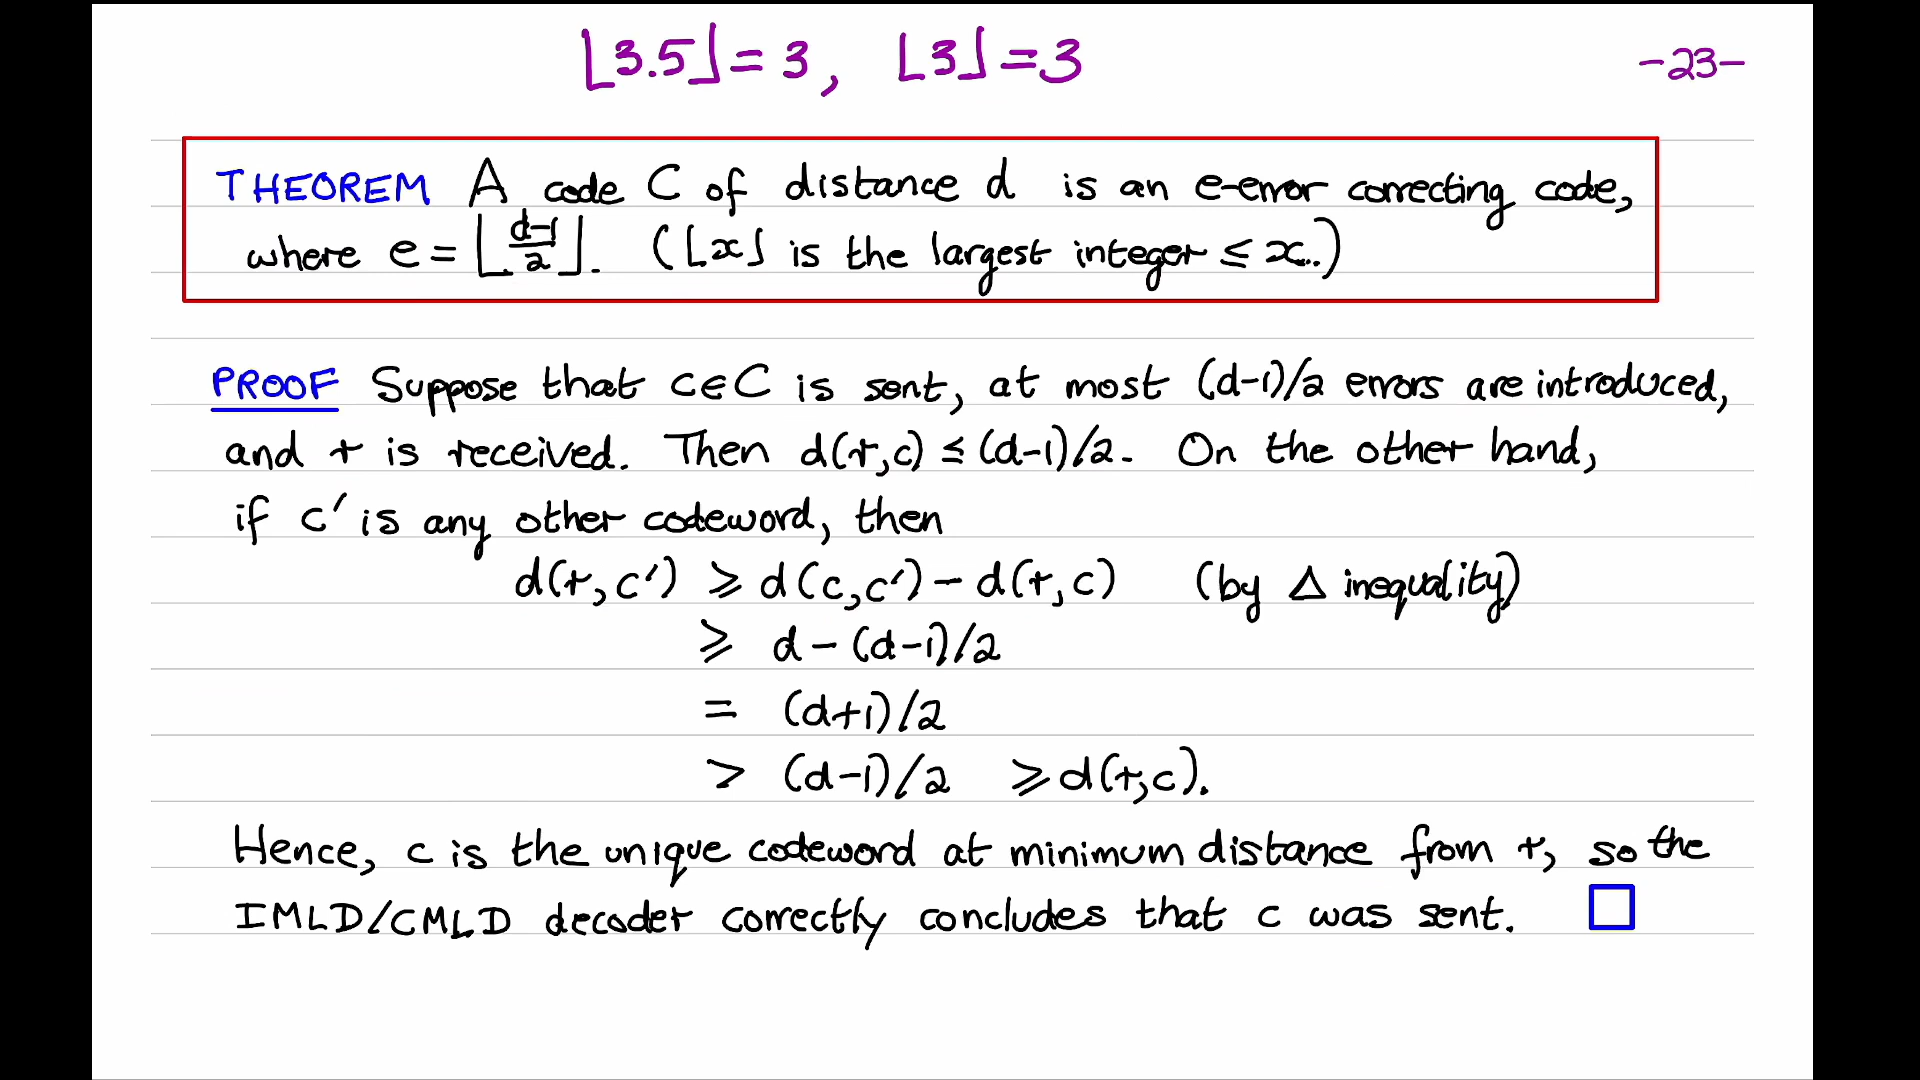 ⌊3.5⌋ = 3, ⌊3⌋ = 3
-23-
THEOREM A code C of distance d is an e-error correcting code,
where e = ⌊(d-1)/2⌋. (⌊x⌋ is the largest integer ≤ x.)
PROOF Suppose that c∈C is sent, at most (d-1)/2 errors are introduced,
and r is received. Then d(r,c) ≤ (d-1)/2. On the other hand,
if c' is any other codeword, then
d(r,c') ≥ d(c,c') - d(r,c) (by Δ inequality)
≥ d - (d-1)/2
= (d+1)/2
> (d-1)/2 ≥ d(r,c).
Hence, c is the unique codeword at minimum distance from r, so the
IMLD/CMLD decoder correctly concludes that c was sent. □